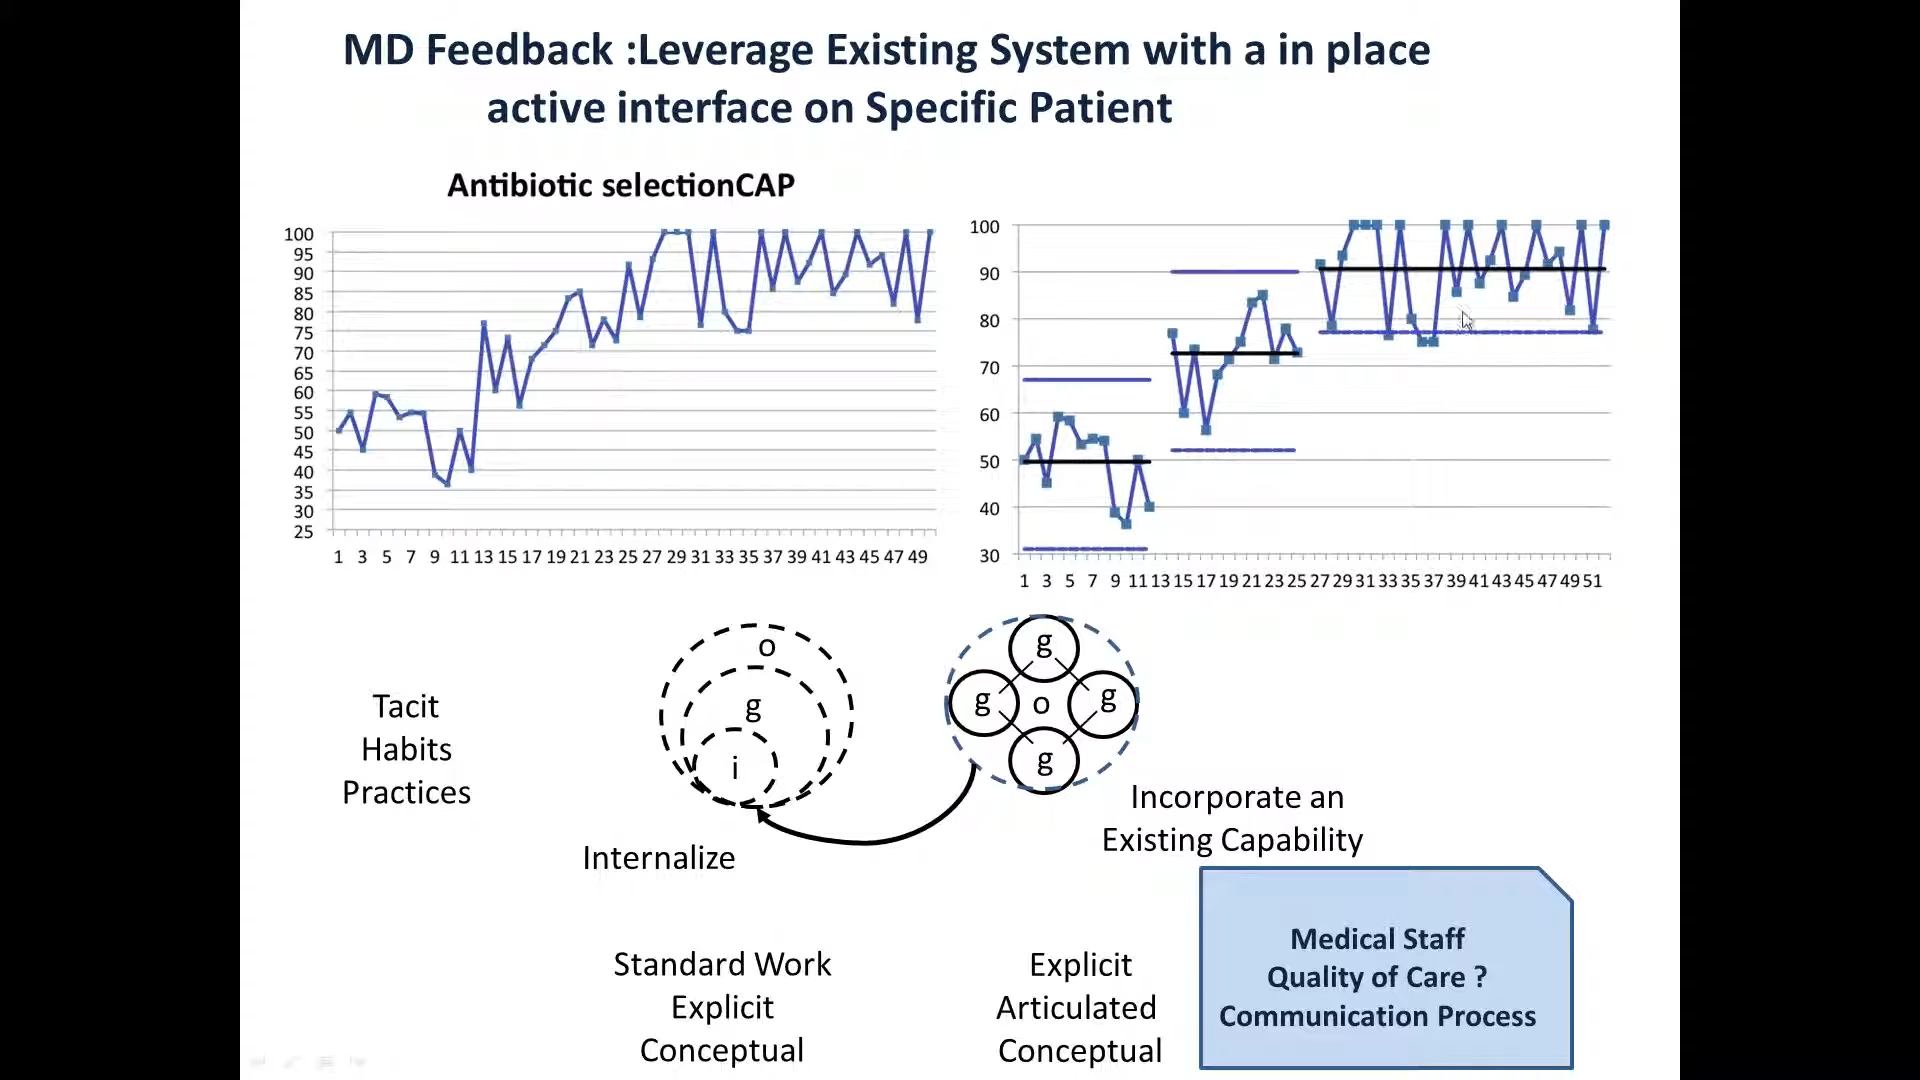 MD Feedback :Leverage Existing System with a in place
active interface on Specific Patient
Antibiotic selectionCAP
100
95
90
85
80
75
70
65
60
55
50
45
40
35
30
25
1 3 5 7 9 11 13 15 17 19 21 23 25 27 29 31 33 35 37 39 41 43 45 47 49
100
90
80
70
60
50
40
30
1 3 5 7 9 11 13 15 17 19 21 23 25 27 29 31 33 35 37 39 41 43 45 47 49 51
o
g
i
g
g o g
g
Tacit
Habits
Practices
Internalize
Incorporate an
Existing Capability
Standard Work
Explicit
Conceptual
Explicit
Articulated
Conceptual
Medical Staff
Quality of Care ?
Communication Process